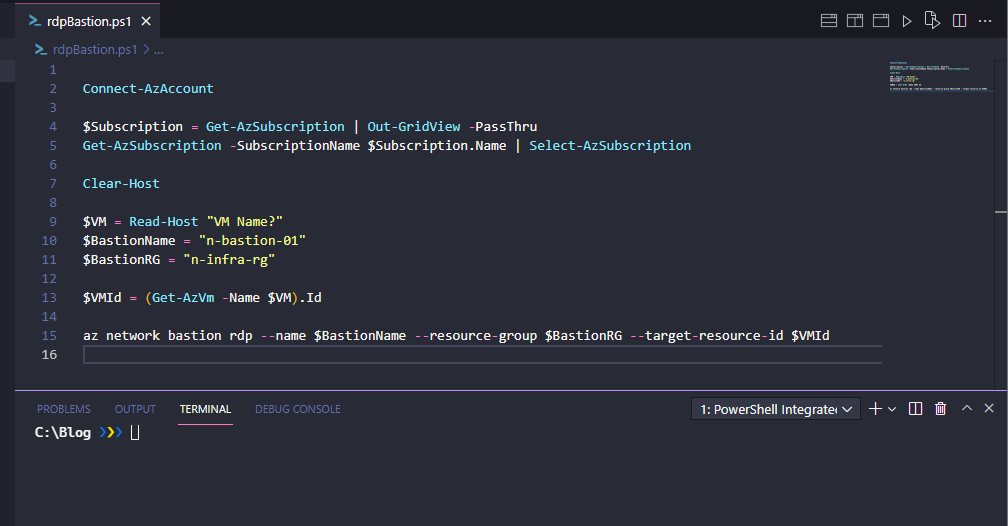 rdpBastion.ps1
rdpBastion.ps1 > ...
1
2 Connect-AzAccount
3
4 $Subscription = Get-AzSubscription | Out-GridView -PassThru
5 Get-AzSubscription -SubscriptionName $Subscription.Name | Select-AzSubscription
6
7 Clear-Host
8
9 $VM = Read-Host "VM Name?"
10 $BastionName = "n-bastion-01"
11 $BastionRG = "n-infra-rg"
12
13 $VMId = (Get-AzVm -Name $VM).Id
14
15 az network bastion rdp --name $BastionName --resource-group $BastionRG --target-resource-id $VMId
16
PROBLEMS OUTPUT TERMINAL DEBUG CONSOLE 1: PowerShell Integrate
C:\Blog ❯❯❯